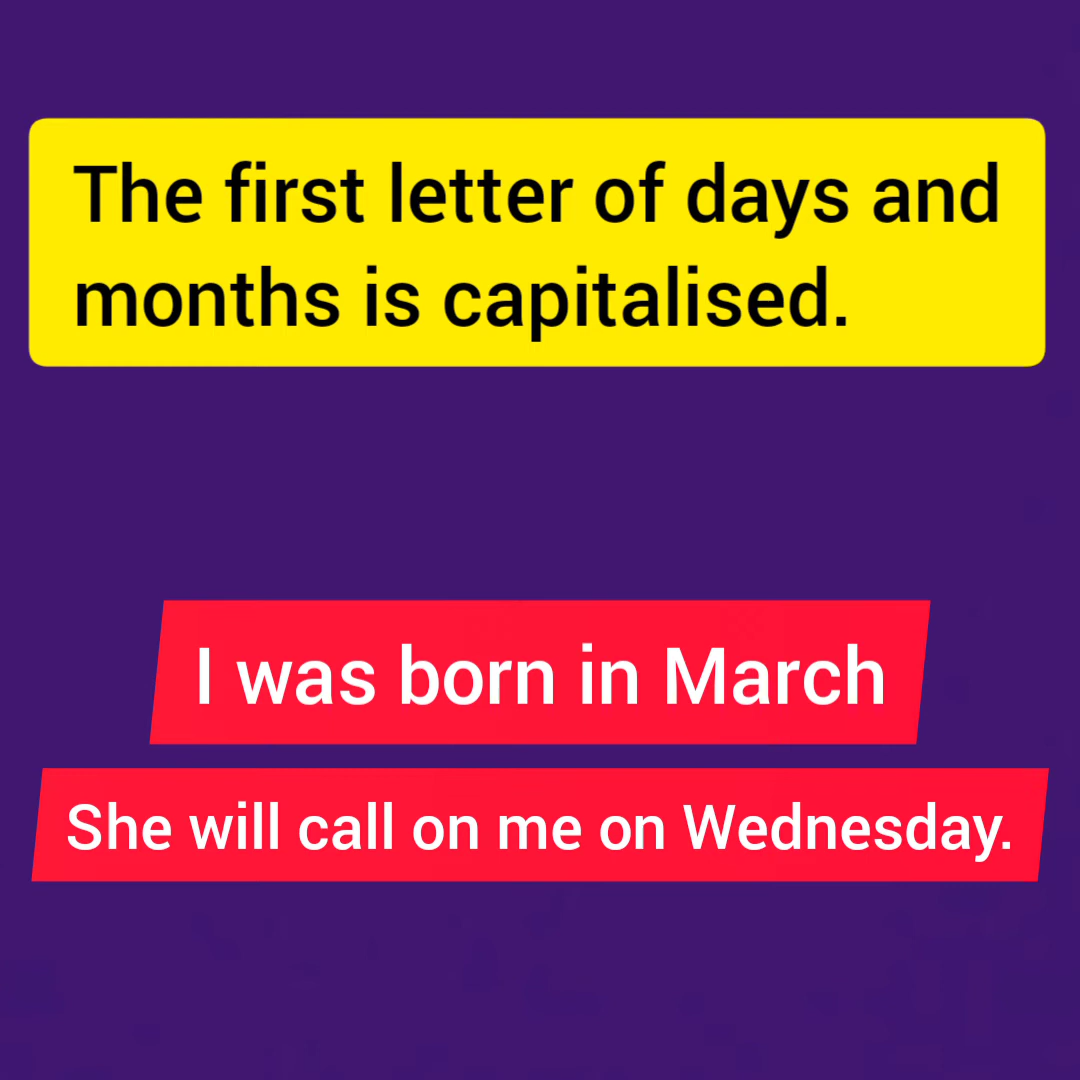 The first letter of days and
months is capitalised.
I was born in March
She will call on me on Wednesday.